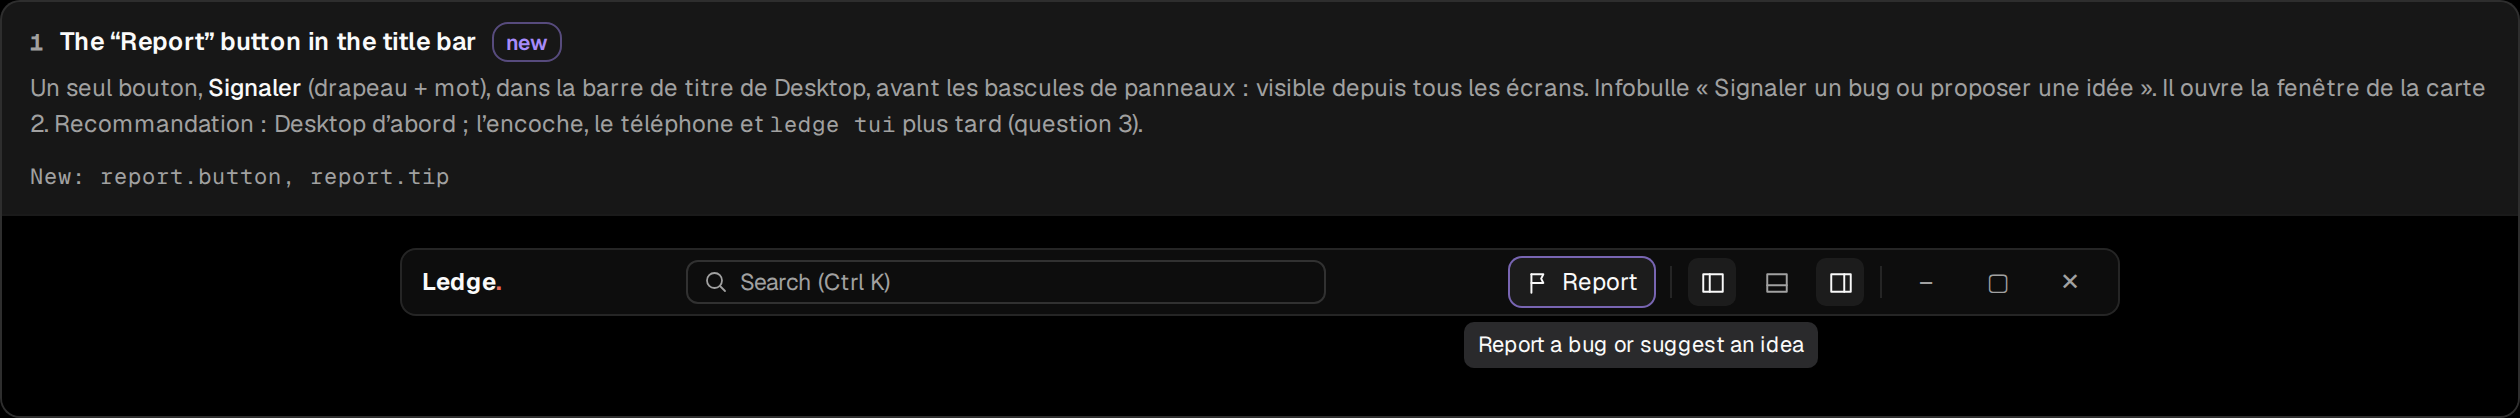 1 The “Report” button in the title bar new
Un seul bouton, Signaler (drapeau + mot), dans la barre de titre de Desktop, avant les bascules de panneaux : visible depuis tous les écrans. Infobulle « Signaler un bug ou proposer une idée ». Il ouvre la fenêtre de la carte
2. Recommandation : Desktop d’abord ; l’encoche, le téléphone et ledge tui plus tard (question 3).
New: report.button, report.tip
Ledge. Search (Ctrl K) Report
Report a bug or suggest an idea